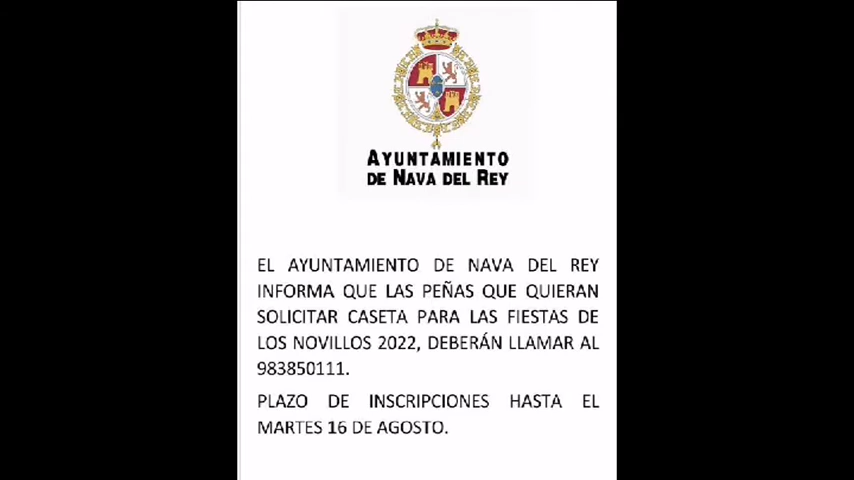 AYUNTAMIENTO
DE NAVA DEL REY
EL AYUNTAMIENTO DE NAVA DEL REY
INFORMA QUE LAS PEÑAS QUE QUIERAN
SOLICITAR CASETA PARA LAS FIESTAS DE
LOS NOVILLOS 2022, DEBERÁN LLAMAR AL
983850111.
PLAZO DE INSCRIPCIONES HASTA EL
MARTES 16 DE AGOSTO.